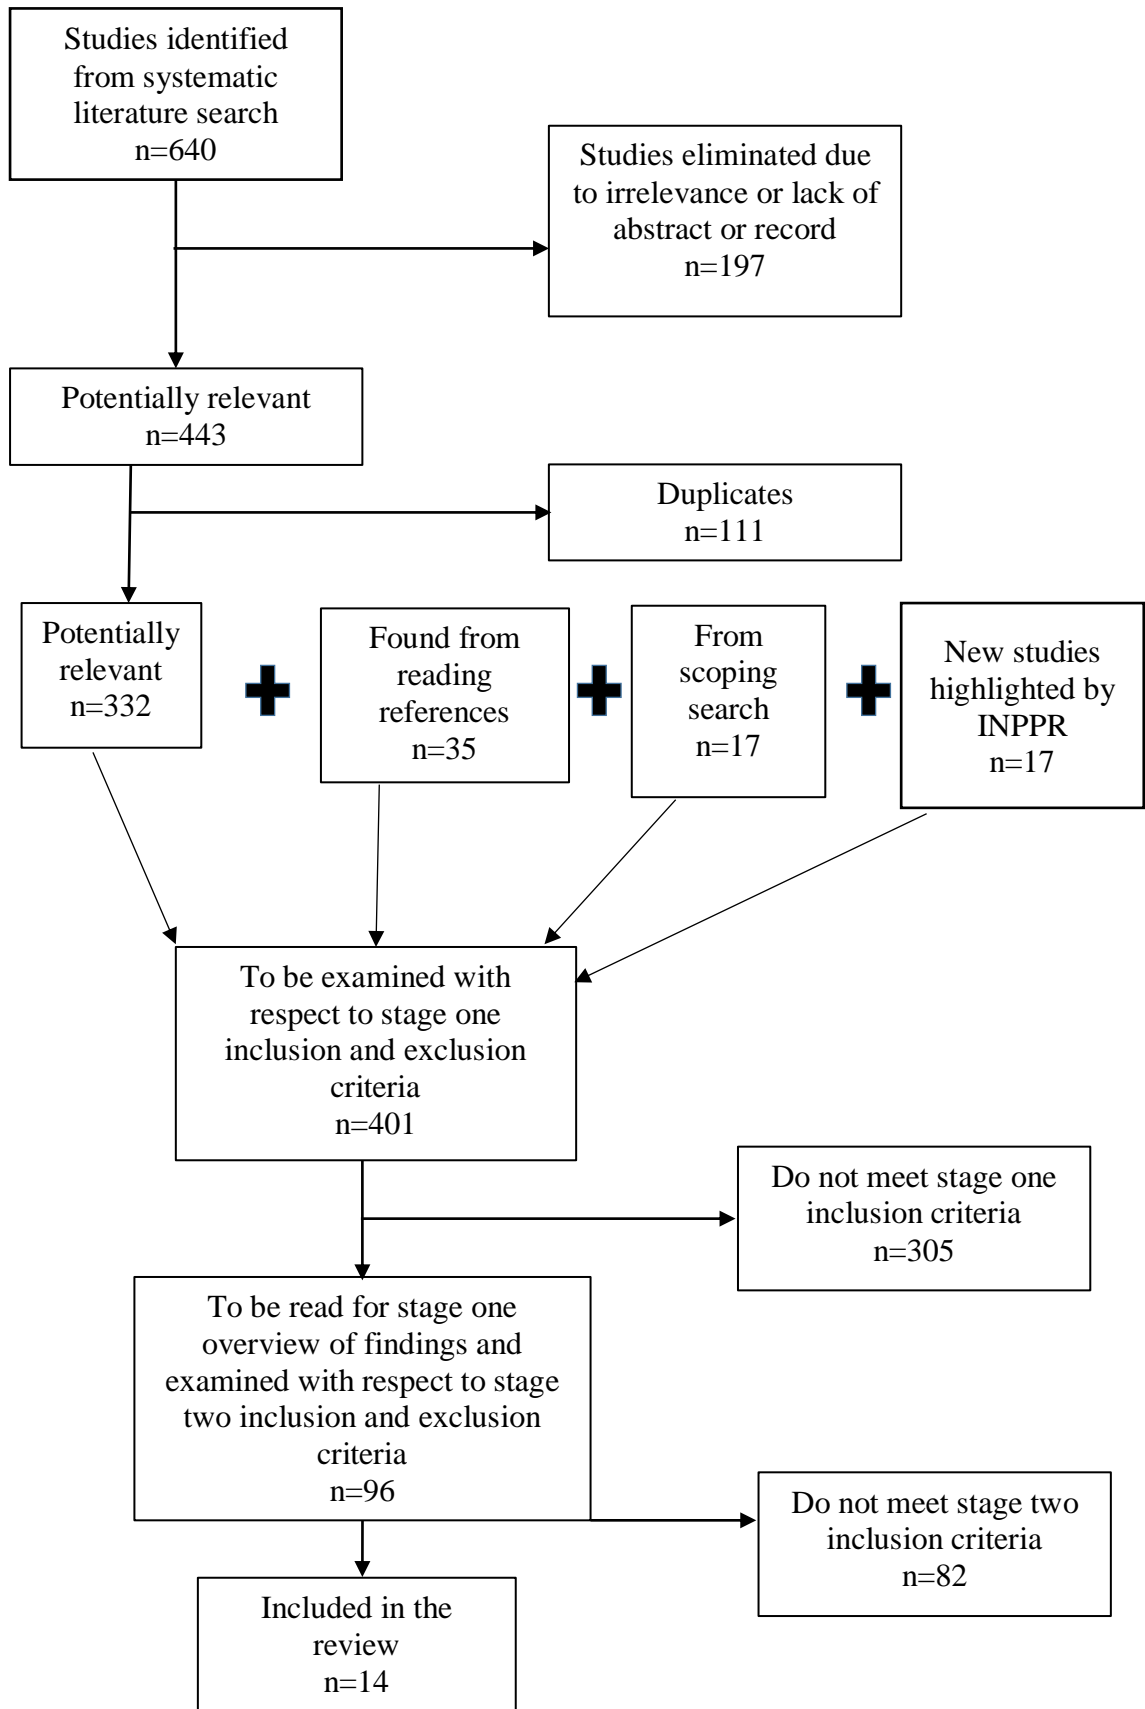 Studies identified
from systematic
literature search
n=640
Studies eliminated due
to irrelevance or lack of
abstract or record
n=197
Potentially relevant
n=443
Duplicates
n=111
Potentially
relevant
n=332
Found from
reading
references
n=35
From
scoping
search
n=17
New studies
highlighted by
INPPR
n=17
To be examined with
respect to stage one
inclusion and exclusion
criteria
n=401
Do not meet stage one
inclusion criteria
n=305
To be read for stage one
overview of findings and
examined with respect to stage
two inclusion and exclusion
criteria
n=96
Do not meet stage two
inclusion criteria
n=82
Included in the
review
n=14